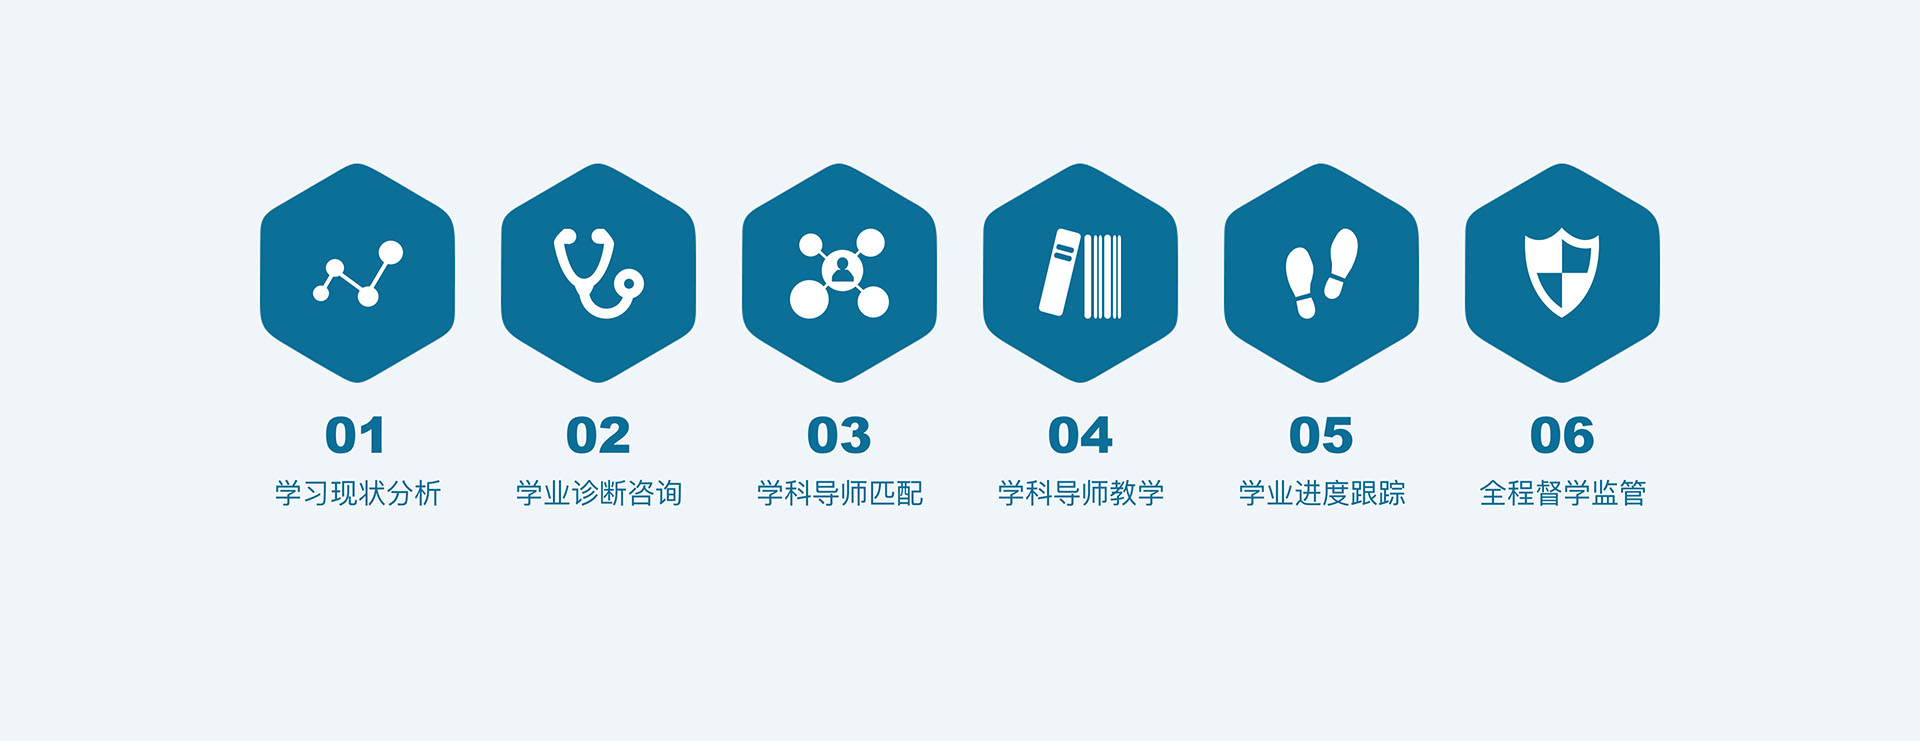 01
学习现状分析
02
学业诊断咨询
03
学科导师匹配
04
学科导师教学
05
学业进度跟踪
06
全程督学监管